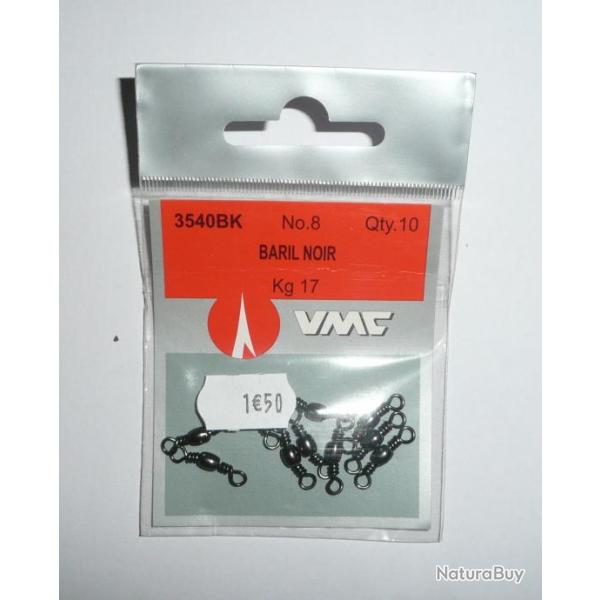 3540BK No.8 Qty.10
BARIL NOIR
Kg 17
VMC
1€50
NaturaBuy